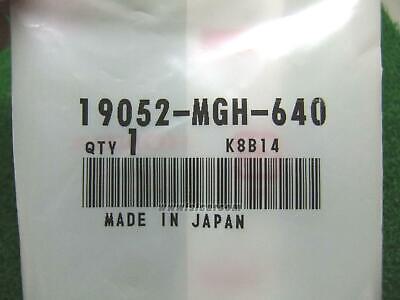 19052-MGH-640
QTY 1 K8B14
MADE IN JAPAN